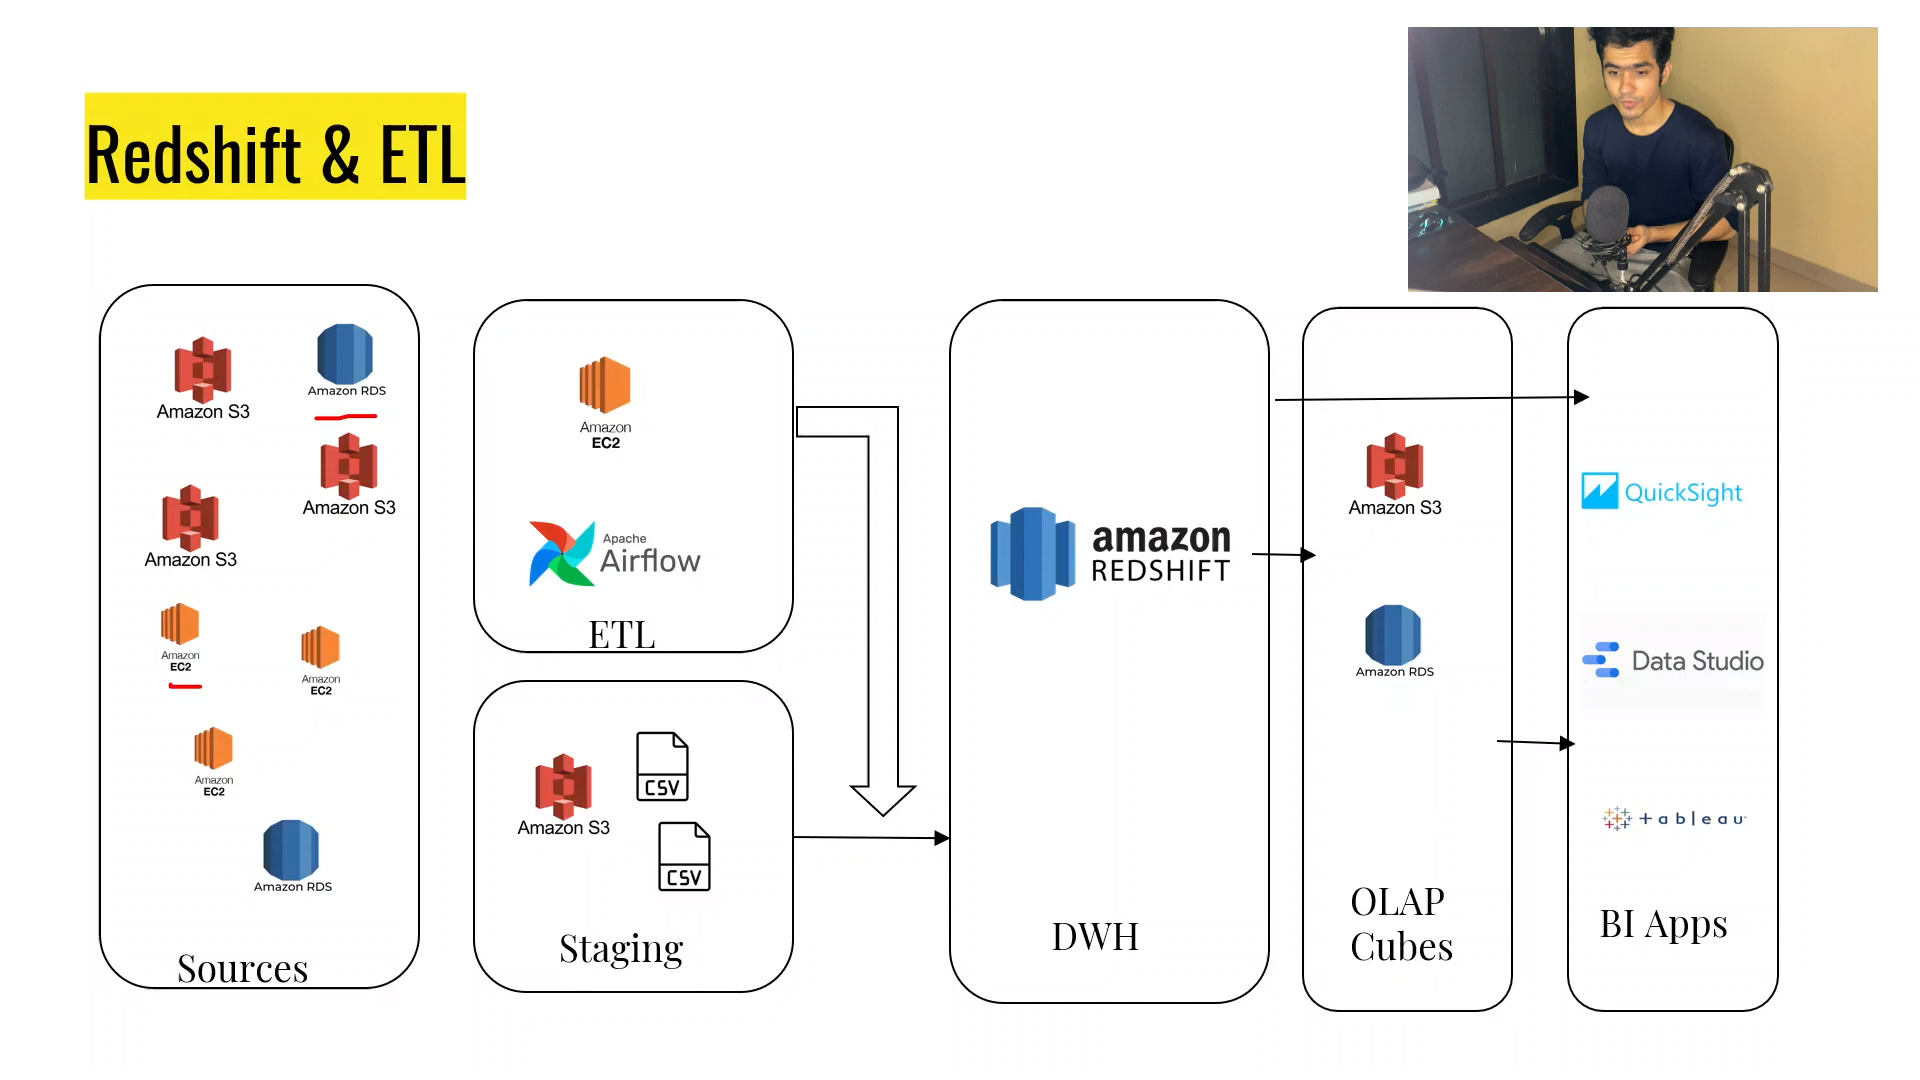 Redshift & ETL
Amazon S3
Amazon RDS
Amazon S3
Amazon S3
Amazon
EC2
Amazon
EC2
Amazon
EC2
Amazon RDS
Sources
Amazon
EC2
Apache
Airflow
ETL
Amazon S3
CSV
CSV
Staging
amazon
REDSHIFT
DWH
Amazon S3
Amazon RDS
OLAP
Cubes
QuickSight
Data Studio
tableau
BI Apps